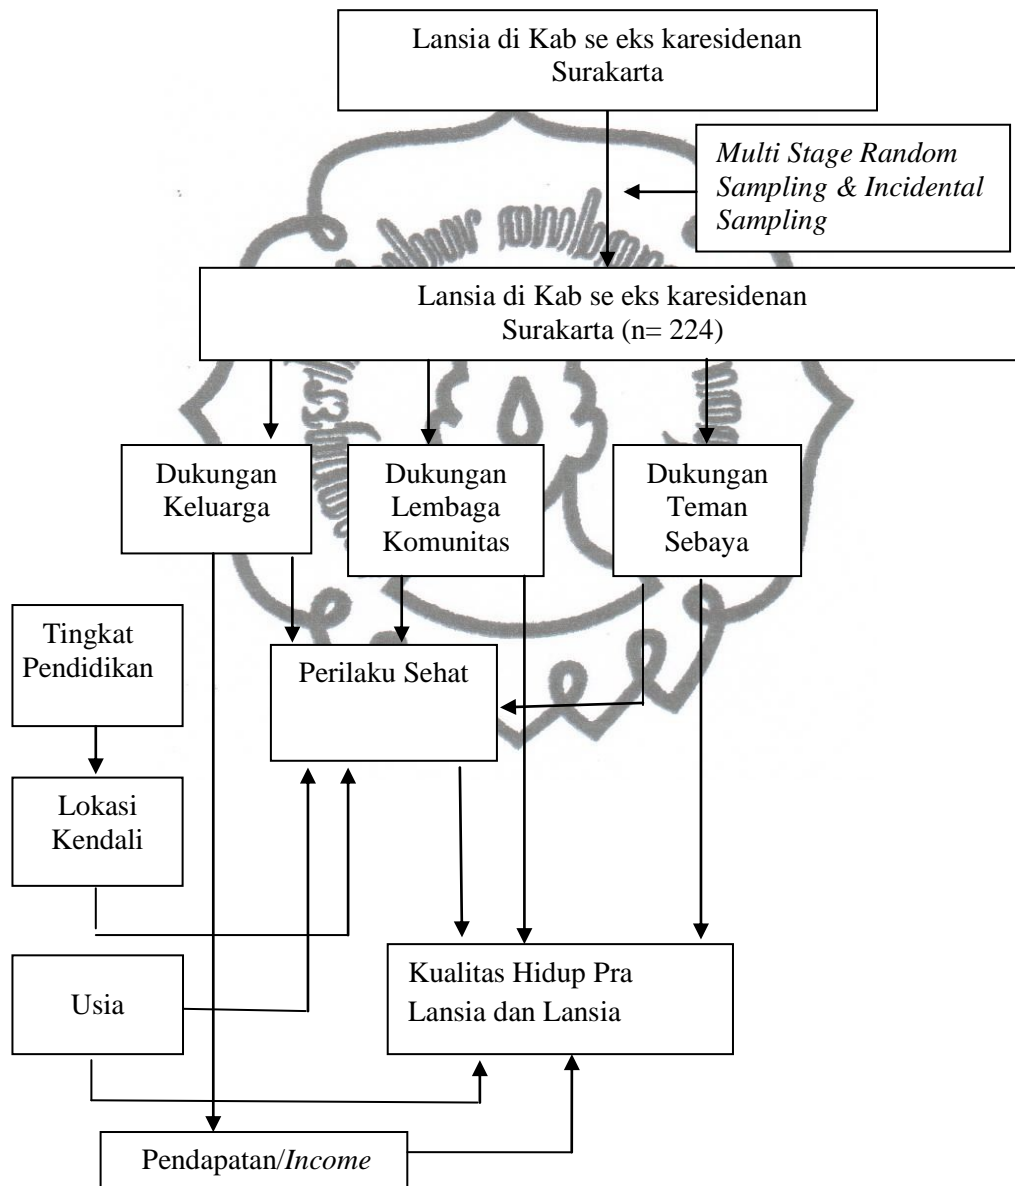 Lansia di Kab se eks karesidenan
Surakarta
Multi Stage Random
Sampling & Incidental
Sampling
Lansia di Kab se eks karesidenan
Surakarta (n= 224)
Dukungan
Keluarga
Dukungan
Lembaga
Komunitas
Dukungan
Teman
Sebaya
Tingkat
Pendidikan
Perilaku Sehat
Lokasi
Kendali
Usia
Kualitas Hidup Pra
Lansia dan Lansia
Pendapatan/Income